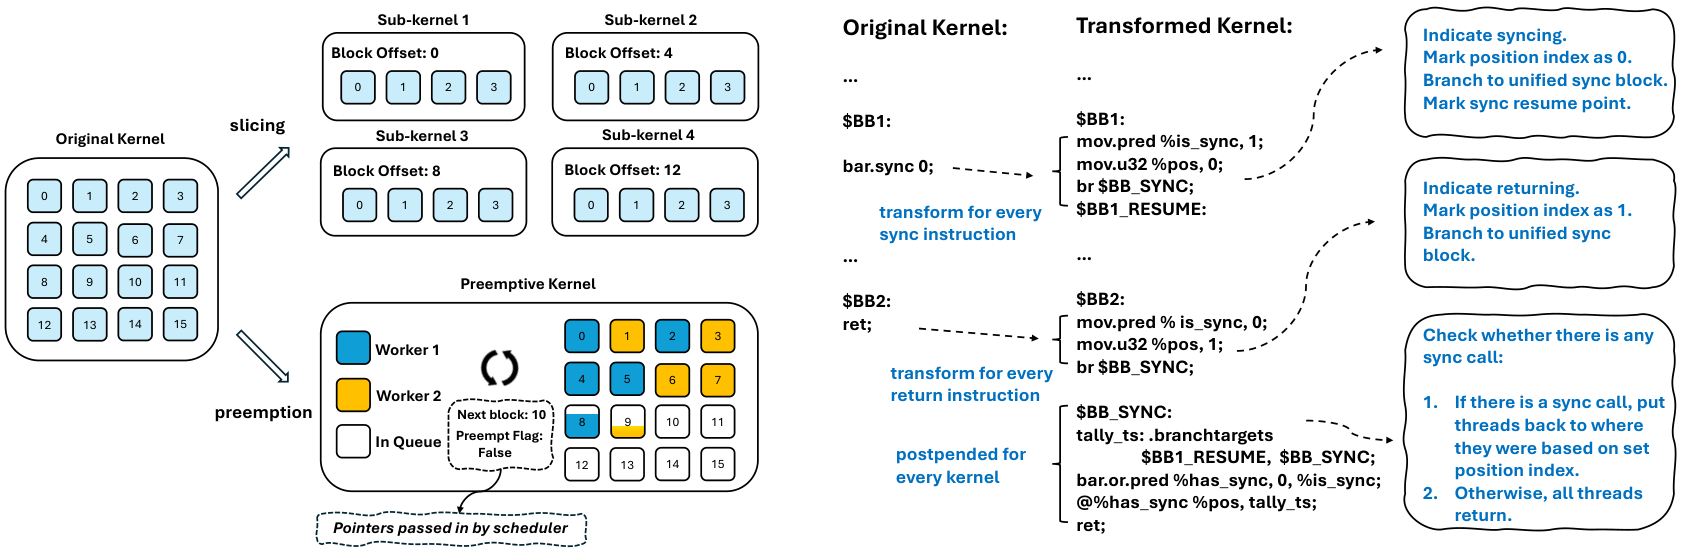 Original Kernel
0 1 2 3
4 5 6 7
8 9 10 11
12 13 14 15
slicing
preemption
Sub-kernel 1
Block Offset: 0
0 1 2 3
Sub-kernel 2
Block Offset: 4
0 1 2 3
Sub-kernel 3
Block Offset: 8
0 1 2 3
Sub-kernel 4
Block Offset: 12
0 1 2 3
Preemptive Kernel
Worker 1
Worker 2
In Queue
Next block: 10
Preempt Flag:
False
0 1 2 3
4 5 6 7
8 9 10 11
12 13 14 15
Pointers passed in by scheduler
Original Kernel:
...
$BB1:
bar.sync 0;
transform for every
sync instruction
...
$BB2:
ret;
transform for every
return instruction
postpended for
every kernel
Transformed Kernel:
...
$BB1:
mov.pred %is_sync, 1;
mov.u32 %pos, 0;
br $BB_SYNC;
$BB1_RESUME:
...
$BB2:
mov.pred % is_sync, 0;
mov.u32 %pos, 1;
br $BB_SYNC;
$BB_SYNC:
tally_ts: .branchtargets
$BB1_RESUME, $BB_SYNC;
bar.or.pred %has_sync, 0, %is_sync;
@%has_sync %pos, tally_ts;
ret;
Indicate syncing.
Mark position index as 0.
Branch to unified sync block.
Mark sync resume point.
Indicate returning.
Mark position index as 1.
Branch to unified sync
block.
Check whether there is any
sync call:
1. If there is a sync call, put
threads back to where
they were based on set
position index.
2. Otherwise, all threads
return.